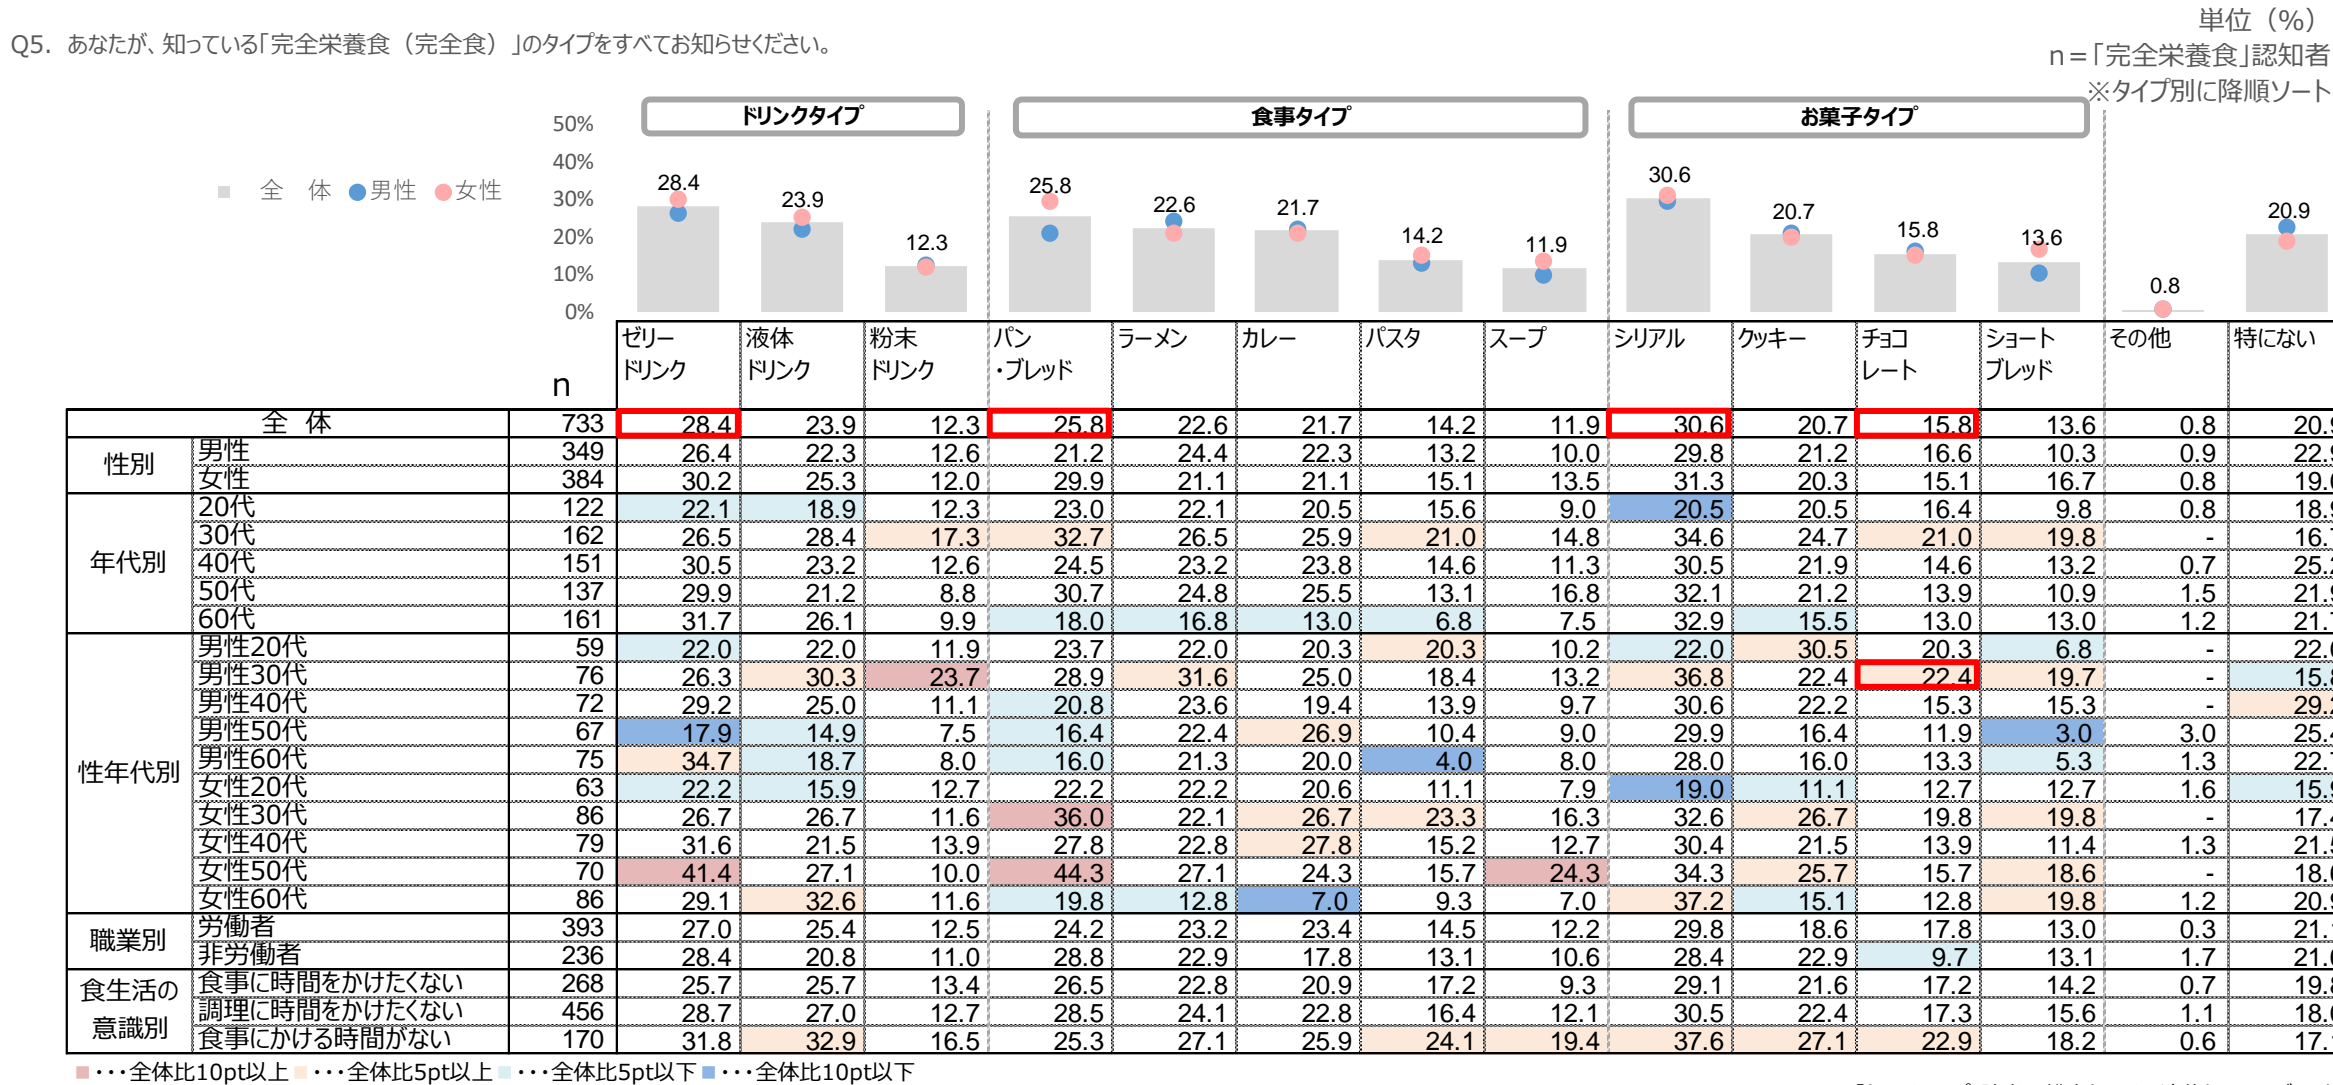 単位（%）
Q5. あなたが、知っている「完全栄養食（完全食）」のタイプをすべてお知らせください。
n＝「完全栄養食」認知者
※タイプ別に降順ソート
ドリンクタイプ 食事タイプ お菓子タイプ
50%
40%
30%
20%
10%
0%
全 体 男性 女性
28.4 23.9 12.3 25.8 22.6 21.7 14.2 11.9 30.6 20.7 15.8 13.6 0.8 20.9
n ゼリードリンク 液体ドリンク 粉末ドリンク パン・ブレッド ラーメン カレー パスタ スープ シリアル クッキー チョコレート ショートブレッド その他 特にない
全 体 733 28.4 23.9 12.3 25.8 22.6 21.7 14.2 11.9 30.6 20.7 15.8 13.6 0.8
性別
男性 349 26.4 22.3 12.6 21.2 24.4 22.3 13.2 10.0 29.8 21.2 16.6 10.3 0.9
女性 384 30.2 25.3 12.0 29.9 21.1 21.1 15.1 13.5 31.3 20.3 15.1 16.7 0.8
年代別
20代 122 22.1 18.9 12.3 23.0 22.1 20.5 15.6 9.0 20.5 20.5 16.4 9.8 0.8
30代 162 26.5 28.4 17.3 32.7 26.5 25.9 21.0 14.8 34.6 24.7 21.0 19.8 -
40代 151 30.5 23.2 12.6 24.5 23.2 23.8 14.6 11.3 30.5 21.9 14.6 13.2 0.7
50代 137 29.9 21.2 8.8 30.7 24.8 25.5 13.1 16.8 32.1 21.2 13.9 10.9 1.5
60代 161 31.7 26.1 9.9 18.0 16.8 13.0 6.8 7.5 32.9 15.5 13.0 13.0 1.2
性年代別
男性20代 59 22.0 22.0 11.9 23.7 22.0 20.3 20.3 10.2 22.0 30.5 20.3 6.8 -
男性30代 76 26.3 30.3 23.7 28.9 31.6 25.0 18.4 13.2 36.8 22.4 22.4 19.7 -
男性40代 72 29.2 25.0 11.1 20.8 23.6 19.4 13.9 9.7 30.6 22.2 15.3 15.3 -
男性50代 67 17.9 14.9 7.5 16.4 22.4 26.9 10.4 9.0 29.9 16.4 11.9 3.0 3.0
男性60代 75 34.7 18.7 8.0 16.0 21.3 20.0 4.0 8.0 28.0 16.0 13.3 5.3 1.3
女性20代 63 22.2 15.9 12.7 22.2 22.2 20.6 11.1 7.9 19.0 11.1 12.7 12.7 1.6
女性30代 86 26.7 26.7 11.6 36.0 22.1 26.7 23.3 16.3 32.6 26.7 19.8 19.8 -
女性40代 79 31.6 21.5 13.9 27.8 22.8 27.8 15.2 12.7 30.4 21.5 13.9 11.4 1.3
女性50代 70 41.4 27.1 10.0 44.3 27.1 24.3 15.7 24.3 34.3 25.7 15.7 18.6 -
女性60代 86 29.1 32.6 11.6 19.8 12.8 7.0 9.3 7.0 37.2 15.1 12.8 19.8 1.2
職業別
労働者 393 27.0 25.4 12.5 24.2 23.2 23.4 14.5 12.2 29.8 18.6 17.8 13.0 0.3
非労働者 236 28.4 20.8 11.0 28.8 22.9 17.8 13.1 10.6 28.4 22.9 9.7 13.1 1.7
食生活の意識別
食事に時間をかけたくない 268 25.7 25.7 13.4 26.5 22.8 20.9 17.2 9.3 29.1 21.6 17.2 14.2 0.7
調理に時間をかけたくない 456 28.7 27.0 12.7 28.5 24.1 22.8 16.4 12.1 30.5 22.4 17.3 15.6 1.1
食事にかける時間がない 170 31.8 32.9 16.5 25.3 27.1 25.9 24.1 19.4 37.6 27.1 22.9 18.2 0.6
・・・全体比10pt以上 ・・・全体比5pt以上 ・・・全体比5pt以下 ・・・全体比10pt以下